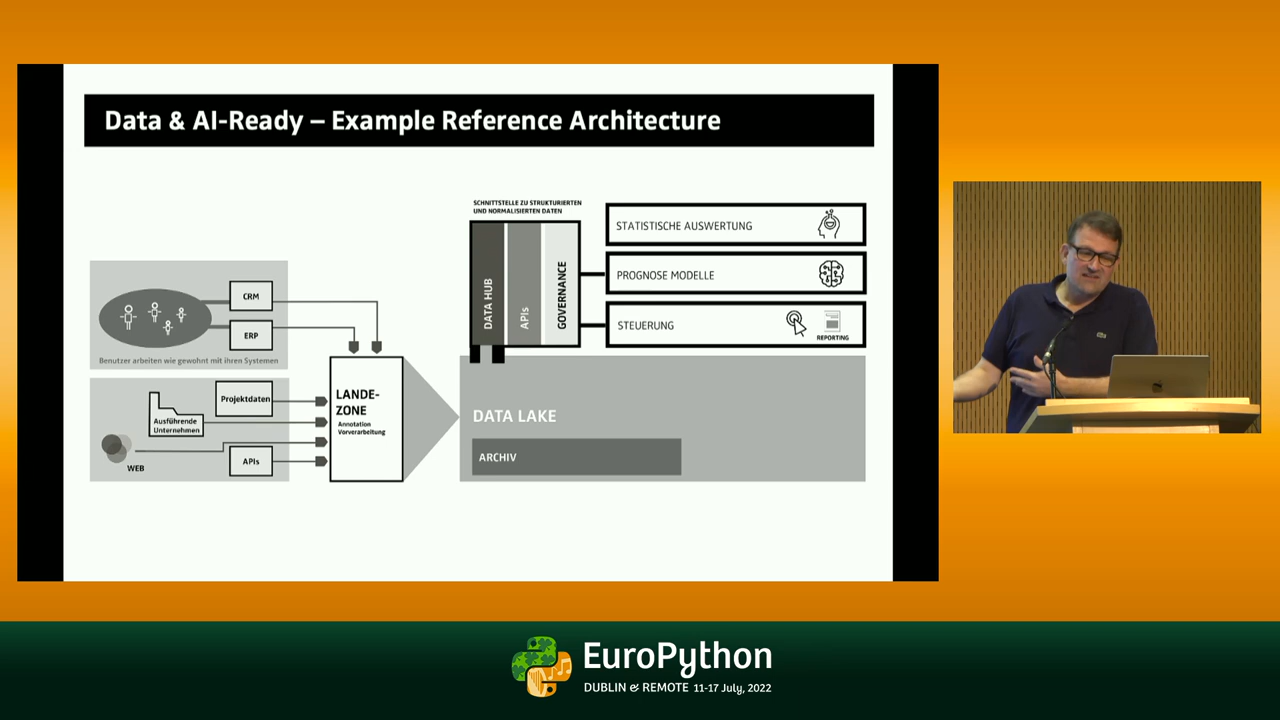 Data & AI-Ready – Example Reference Architecture
SCHNITTSTELLE ZU STRUKTURIERTEN
UND NORMALISIERTEN DATEN
DATA HUB
APIs
GOVERNANCE
STATISTISCHE AUSWERTUNG
PROGNOSE MODELLE
STEUERUNG
REPORTING
CRM
ERP
Benutzer arbeiten wie gewohnt mit ihren Systemen
Projektdaten
Ausführende
Unternehmen
WEB
APIs
LANDE-
ZONE
Annotation
Vorverarbeitung
DATA LAKE
ARCHIV
EuroPython
DUBLIN & REMOTE 11-17 July, 2022